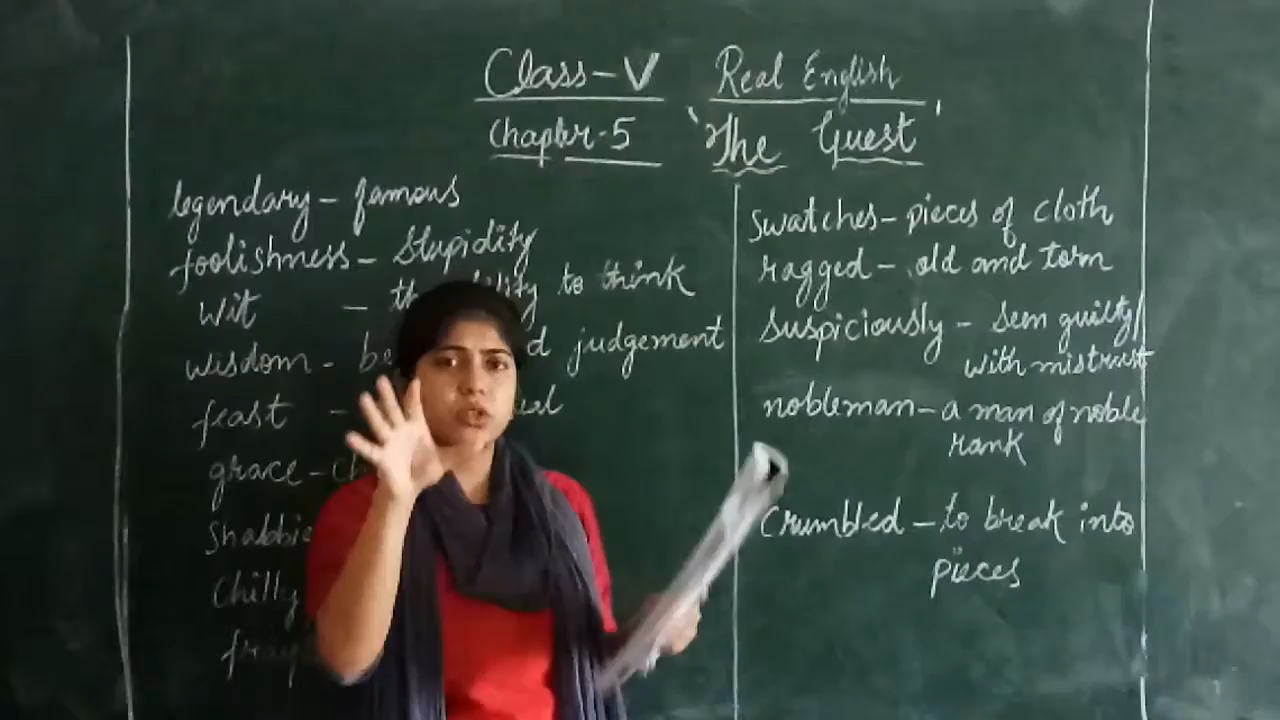 Class-V Real English
Chapter-5 'The Guest'
legendary - famous
foolishness - stupidity
wit - to think
wisdom - judgement
feast -
grace -
chilly
swatches - pieces of cloth
ragged - old and torn
suspiciously - seem guilty/
with mistrust
nobleman - a man of noble
rank
crumbled - to break into
pieces